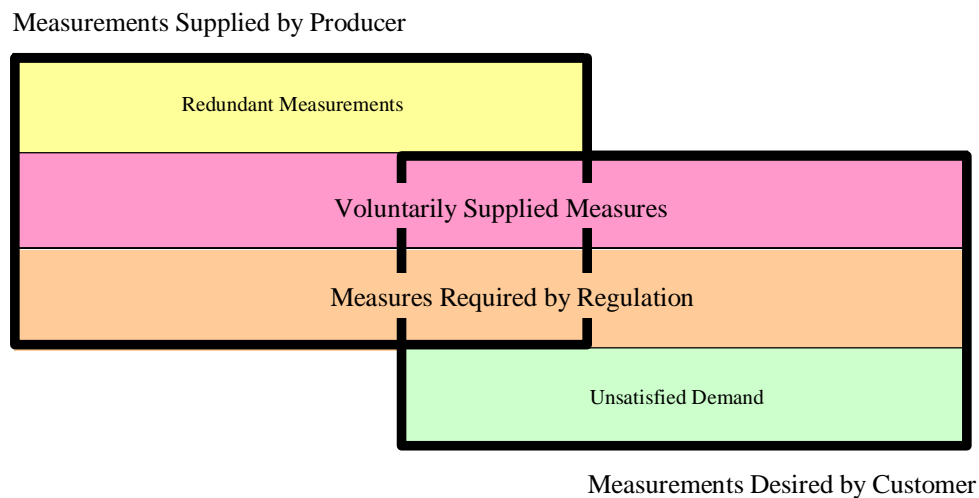 Measurements Supplied by Producer
Redundant Measurements
Voluntarily Supplied Measures
Measures Required by Regulation
Unsatisfied Demand
Measurements Desired by Customer